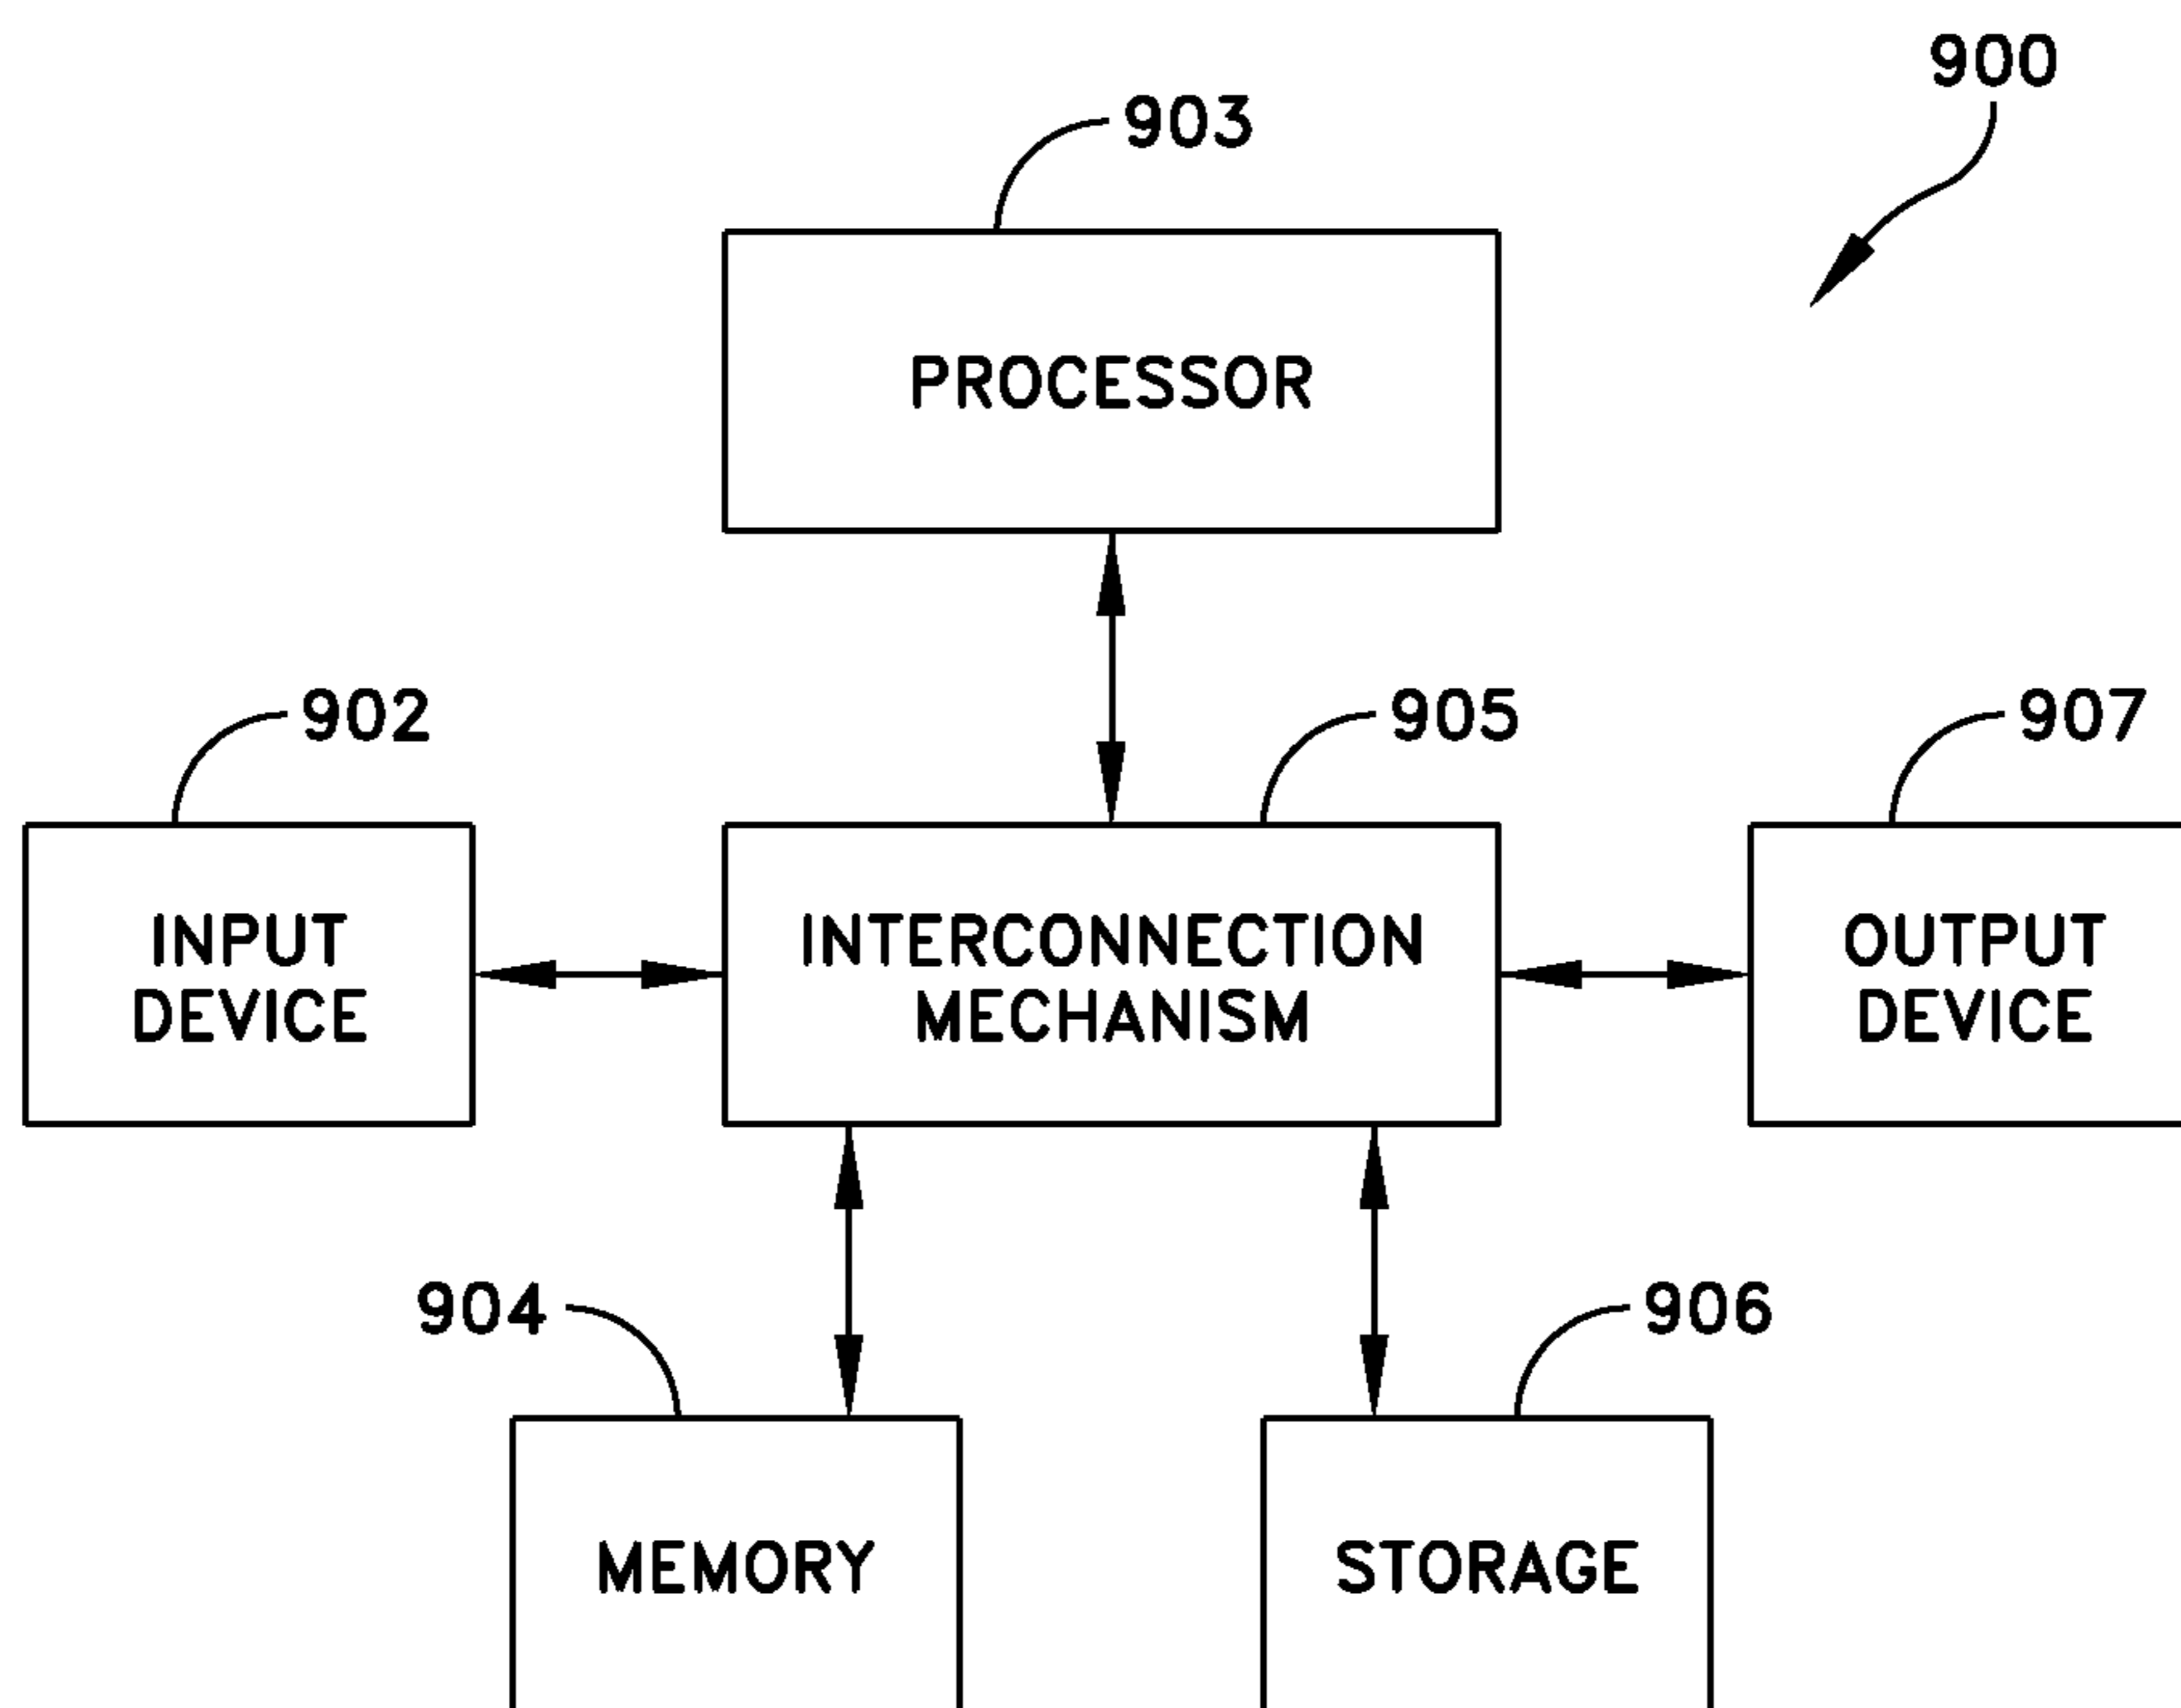 900
903
PROCESSOR
902
905
907
INPUT
DEVICE
INTERCONNECTION
MECHANISM
OUTPUT
DEVICE
904
906
MEMORY
STORAGE